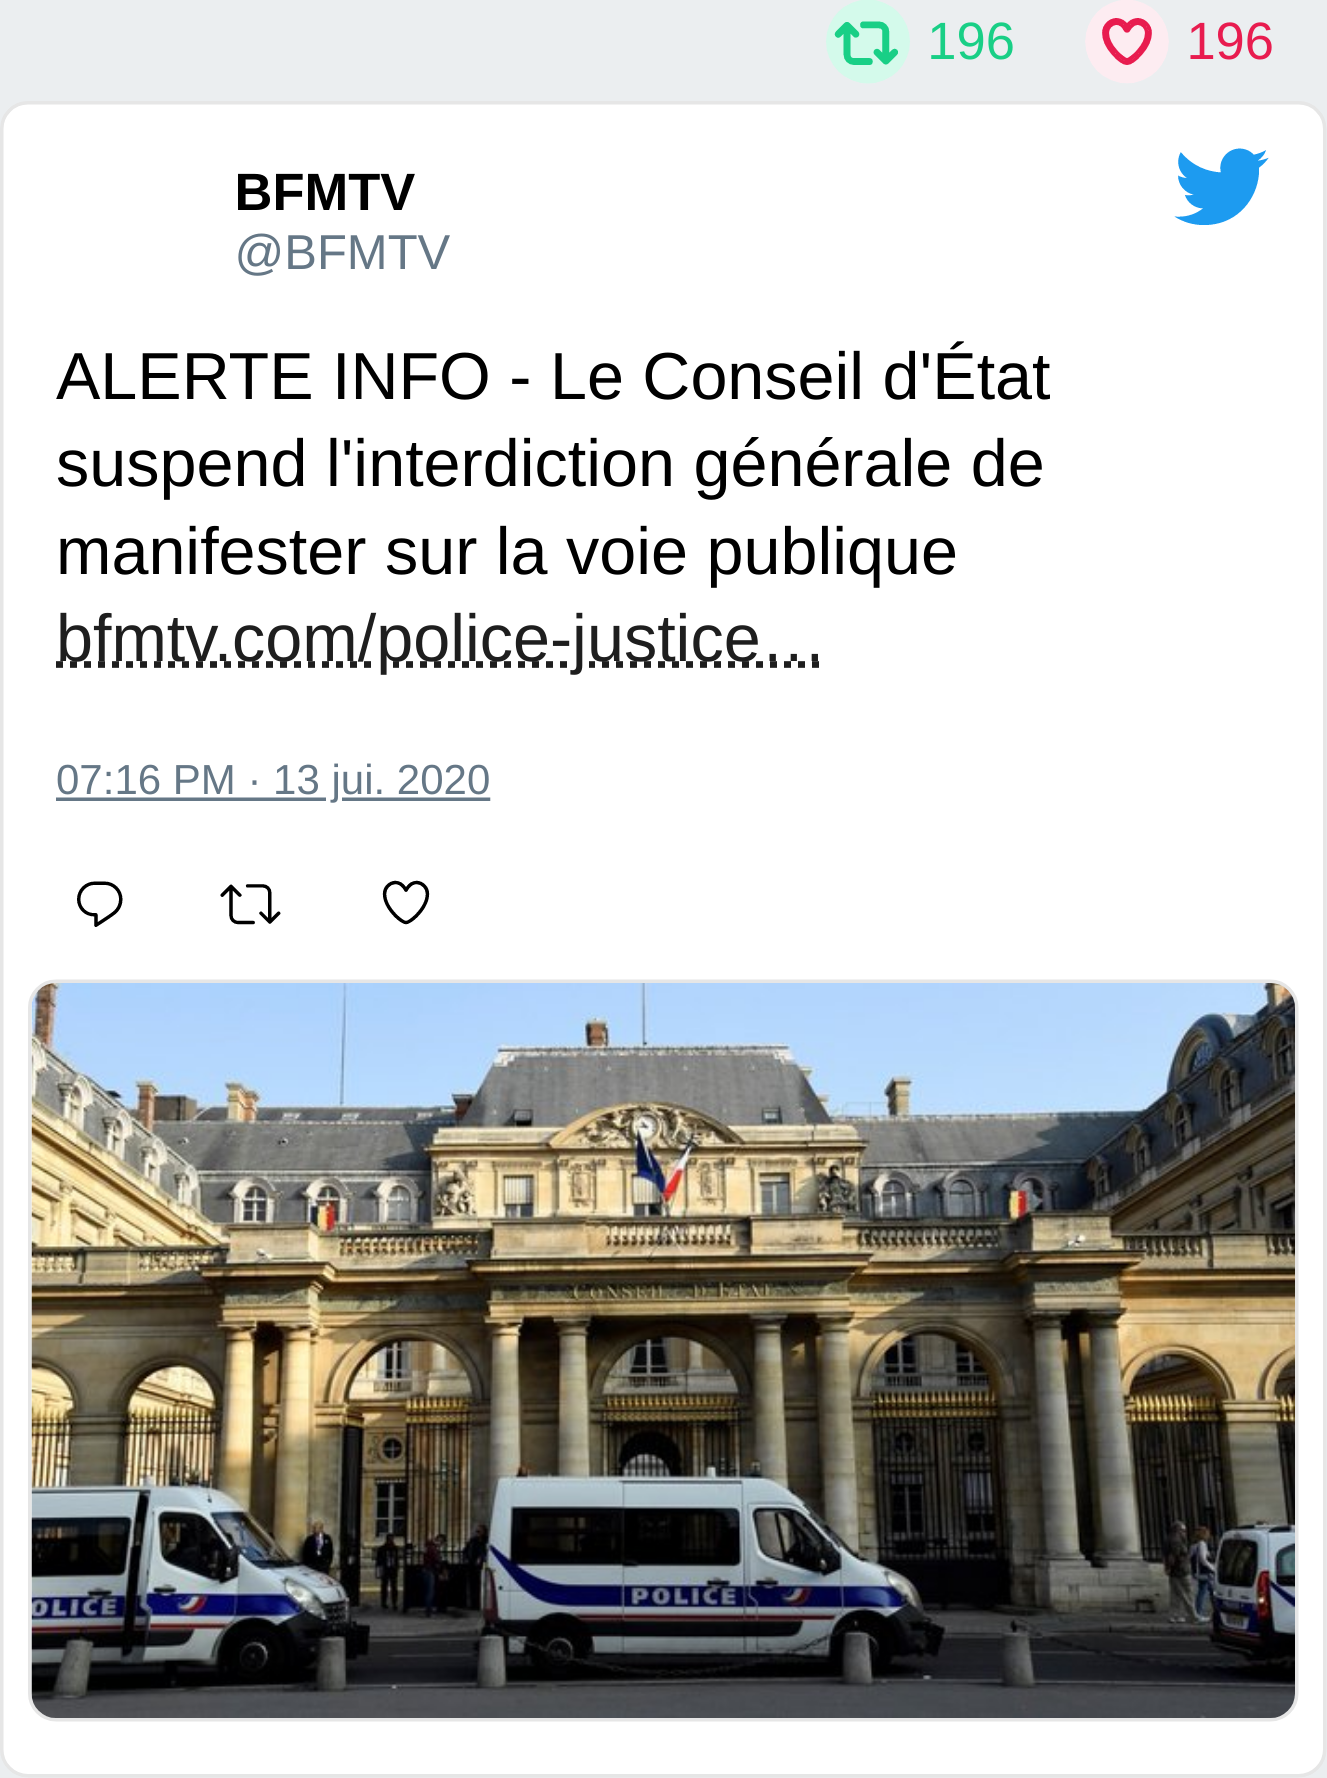 196 196
BFMTV
@BFMTV
ALERTE INFO - Le Conseil d'État
suspend l'interdiction générale de
manifester sur la voie publique
bfmtv.com/police-justice…
07:16 PM · 13 jui. 2020
CONSEIL D'ETAT
OLICE POLICE